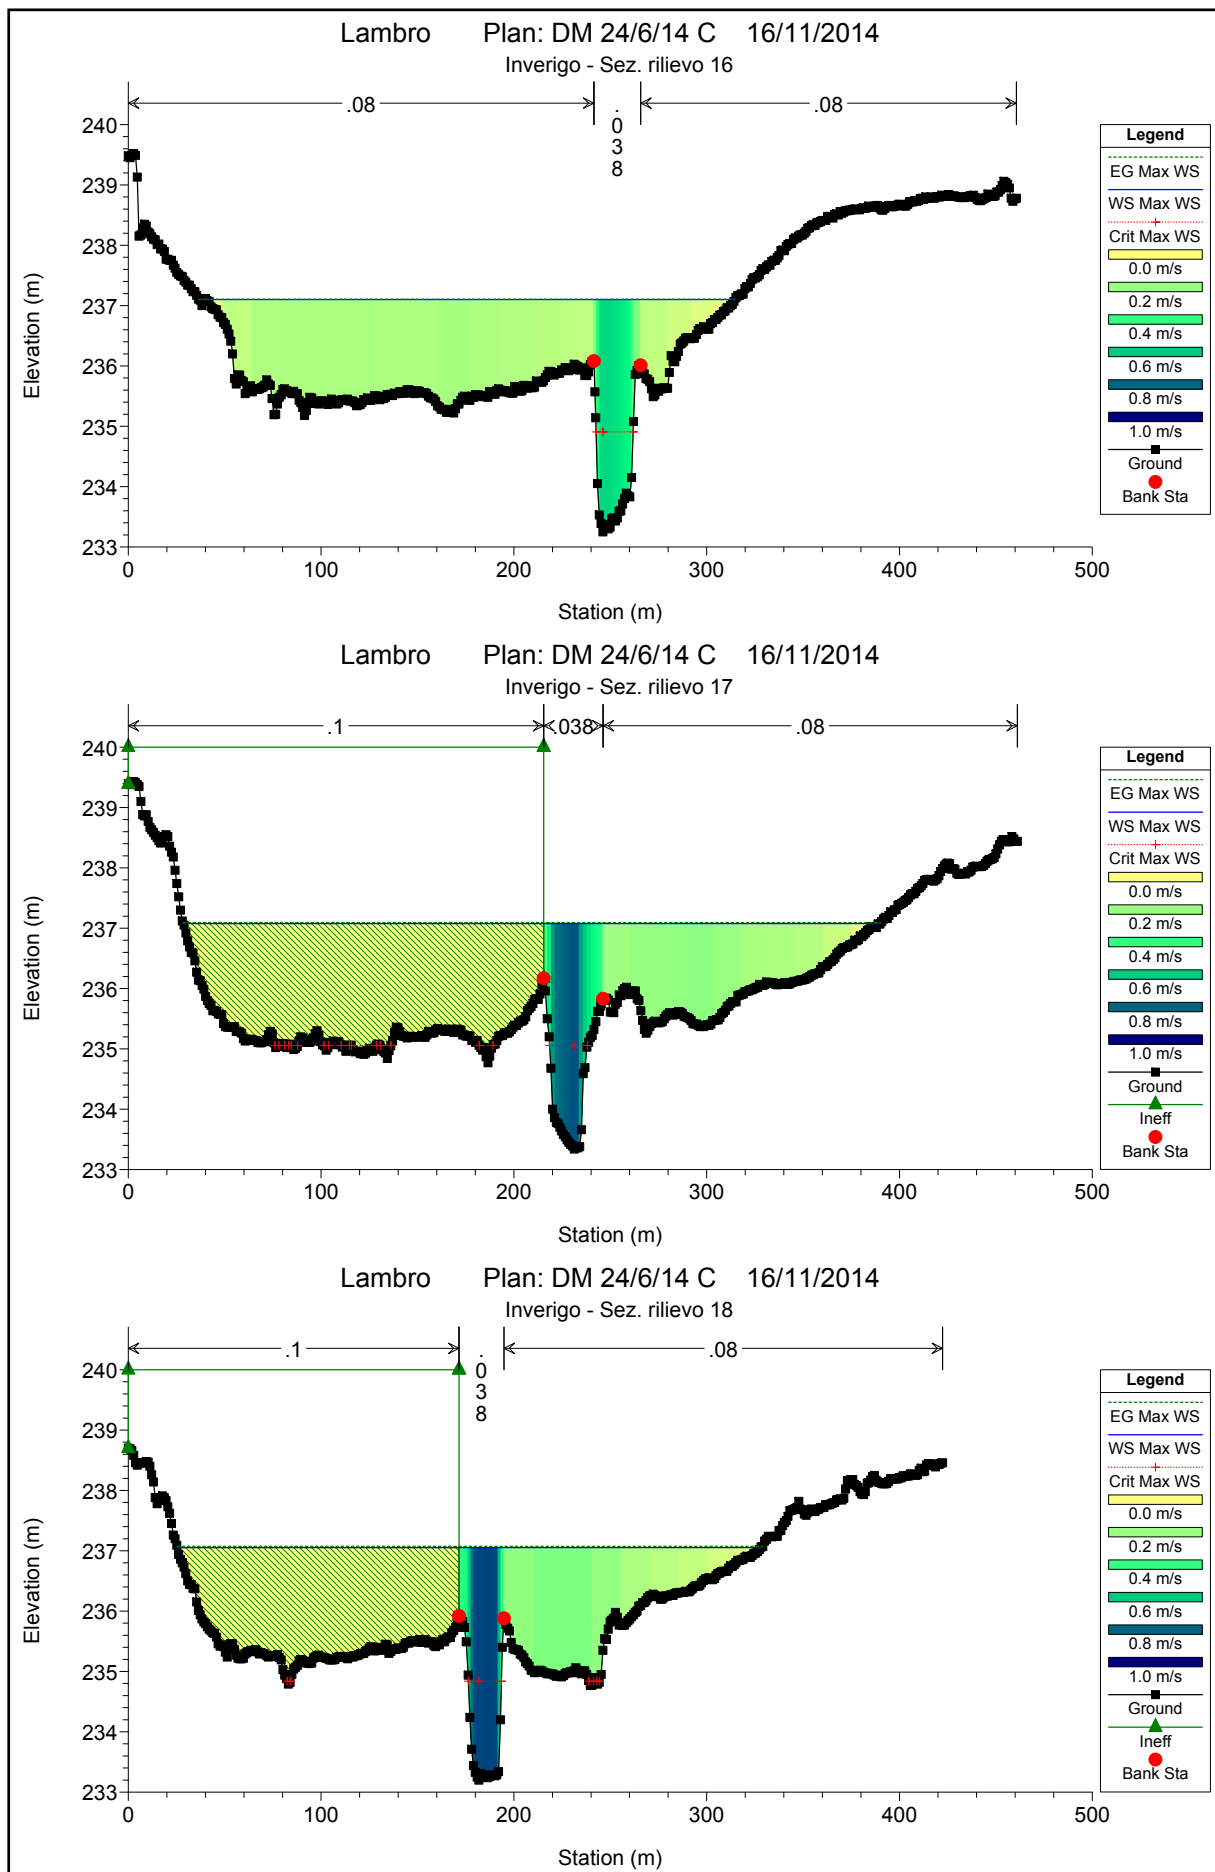 Lambro Plan: DM 24/6/14 C 16/11/2014
Inverigo - Sez. rilievo 16
.08 .038 .08
240
239
238
237
236
235
234
233
Elevation (m)
0 100 200 300 400 500
Station (m)
Legend
EG Max WS
WS Max WS
Crit Max WS
0.0 m/s
0.2 m/s
0.4 m/s
0.6 m/s
0.8 m/s
1.0 m/s
Ground
Bank Sta
Lambro Plan: DM 24/6/14 C 16/11/2014
Inverigo - Sez. rilievo 17
.1 .038 .08
240
239
238
237
236
235
234
233
Elevation (m)
0 100 200 300 400 500
Station (m)
Legend
EG Max WS
WS Max WS
Crit Max WS
0.0 m/s
0.2 m/s
0.4 m/s
0.6 m/s
0.8 m/s
1.0 m/s
Ground
Ineff
Bank Sta
Lambro Plan: DM 24/6/14 C 16/11/2014
Inverigo - Sez. rilievo 18
.1 .038 .08
240
239
238
237
236
235
234
233
Elevation (m)
0 100 200 300 400 500
Station (m)
Legend
EG Max WS
WS Max WS
Crit Max WS
0.0 m/s
0.2 m/s
0.4 m/s
0.6 m/s
0.8 m/s
1.0 m/s
Ground
Ineff
Bank Sta